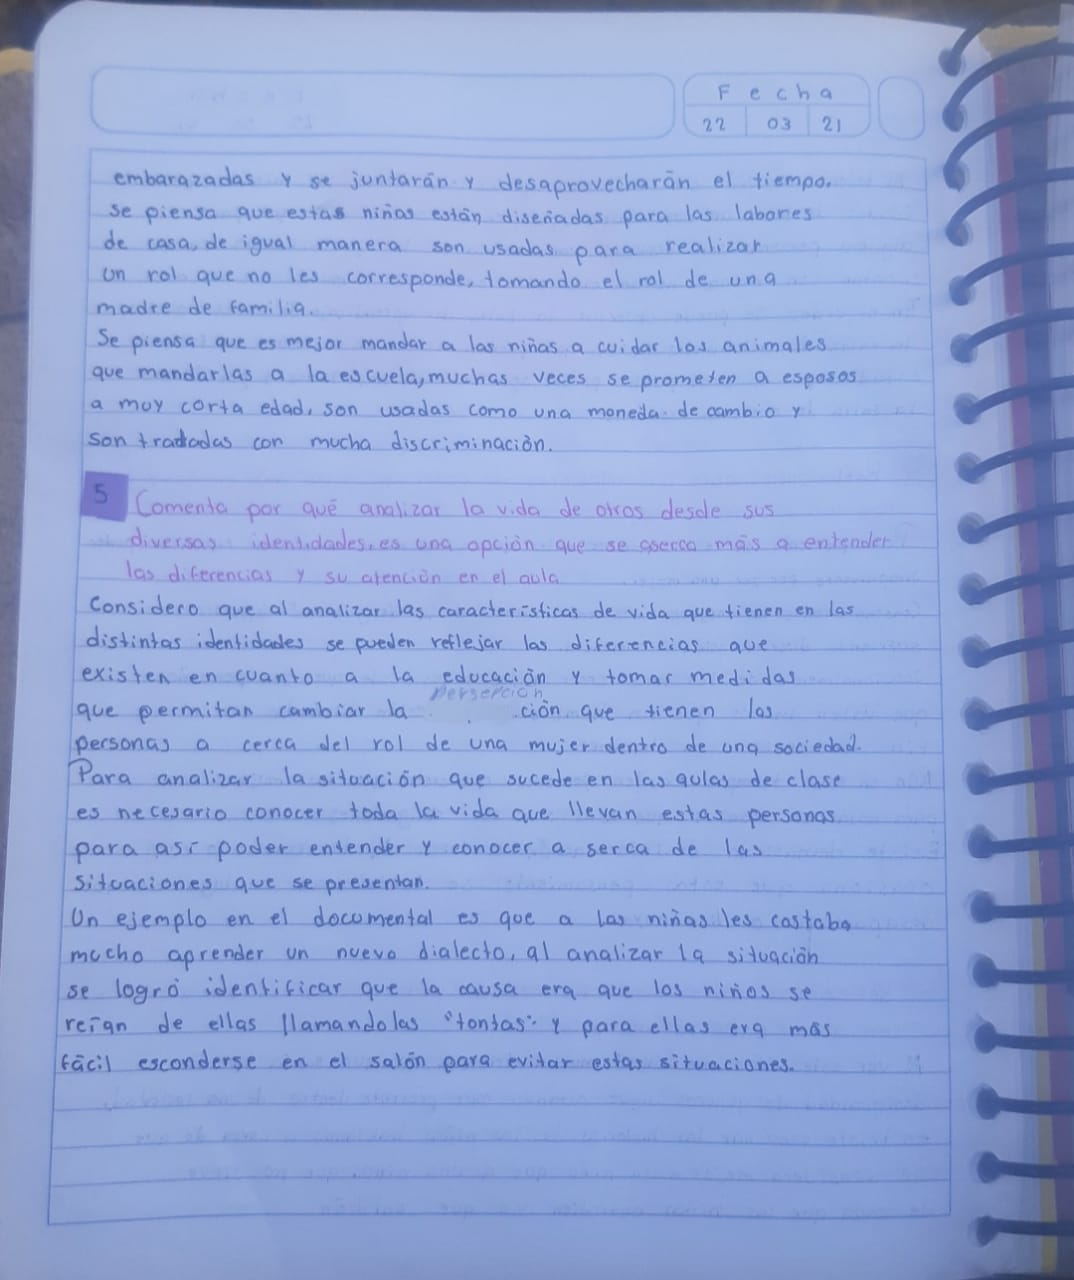 Fecha
22 03 21
embarazadas y se juntarán y desaprovecharán el tiempo.
se piensa que estas niñas están diseñadas para las labores
de casa, de igual manera son usadas para realizar
un rol que no les corresponde, tomando el rol de una
madre de familia.
Se piensa que es mejor mandar a las niñas a cuidar los animales
que mandarlas a la escuela, muchas veces se prometen a esposos
a muy corta edad, son usadas como una moneda de cambio y
son tratadas con mucha discriminación.
5 Comenta por qué analizar la vida de otros desde sus
diversas identidades, es una opción que se aserca más a entender
las diferencias y su atención en el aula
Considero que al analizar las características de vida que tienen en las
distintas identidades se pueden reflejar las diferencias que
existen en cuanto a la educación y tomar medidas
persepción
que permitan cambiar la ción que tienen las
personas a cerca del rol de una mujer dentro de una sociedad.
Para analizar la situación que sucede en las aulas de clase
es necesario conocer toda la vida que llevan estas personas
para así poder entender y conocer a serca de las
situaciones que se presentan.
Un ejemplo en el documental es que a las niñas les costaba
mucho aprender un nuevo dialecto, al analizar la situación
se logró identificar que la causa era que los niños se
reían de ellas llamandolas "tontas" y para ellas era más
fácil esconderse en el salón para evitar estas situaciones.